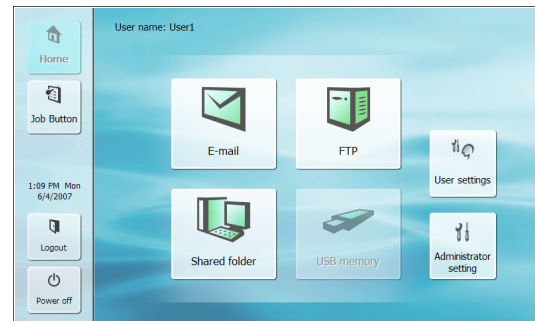 User name: User1
Home
Job Button
1:09 PM Mon
6/4/2007
Logout
Power off
E-mail
FTP
Shared folder
USB memory
User settings
Administrator
setting